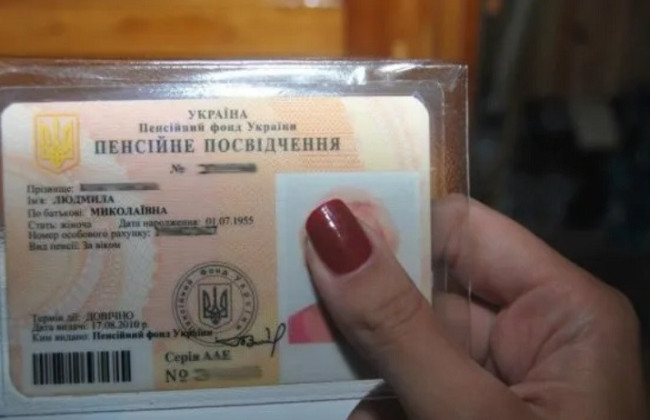 УКРАЇНА
Пенсійний фонд України
ПЕНСІЙНЕ ПОСВІДЧЕННЯ
№
Прізвище:
Ім'я: ЛЮДМИЛА
По батькові: МИКОЛАЇВНА
Стать: жіноча Дата народження: 01.07.1955
Номер особового рахунку:
Вид пенсії: За віком
Термін дії: ДОВІЧНО
Дата видачі: 17.08.2010 р.
Ким видано: Пенсійний фонд України
Серія ААЕ
№